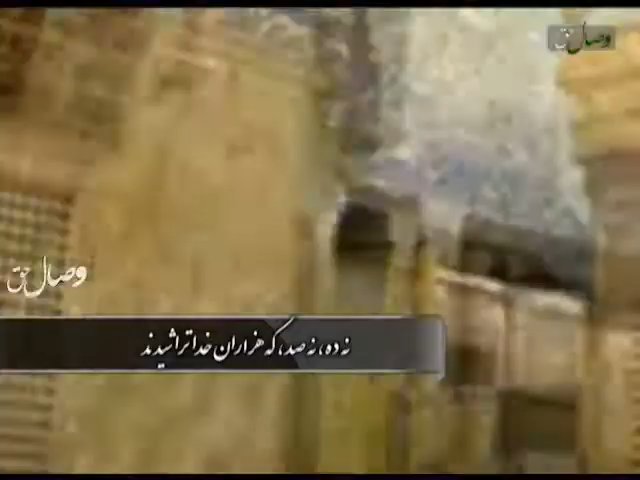 وصال حق
وصال حق
نه ده، نه صد، که هزاران خدا تراشیدند